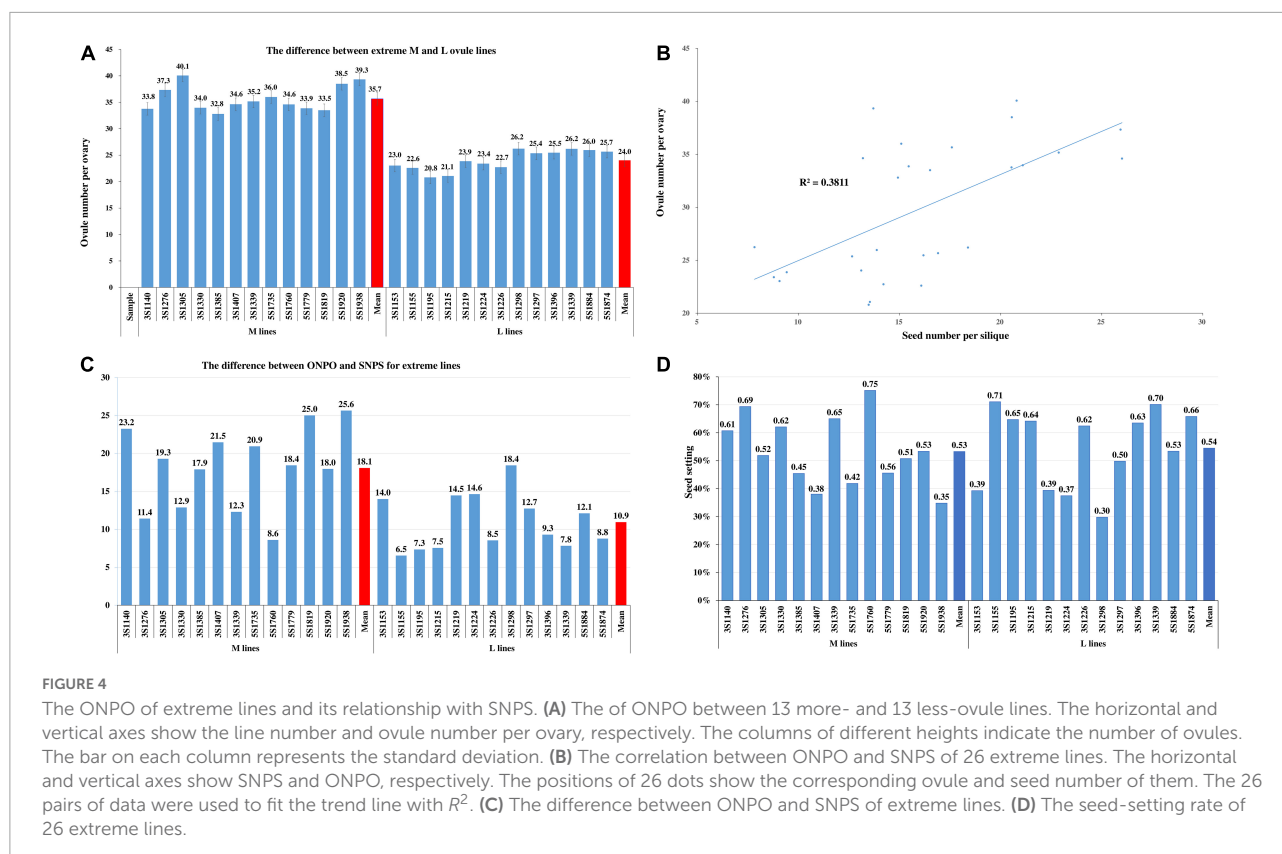 A
The difference between extreme M and L ovule lines
Ovule number per ovary
45
40
35
30
25
20
15
10
5
0
33.8 37.3 40.1 34.0 32.8 34.6 35.2 36.0 34.6 33.9 33.5 38.5 39.3 35.7 23.0 22.6 20.8 21.1 23.9 23.4 22.7 26.2 25.4 25.5 26.2 26.0 25.7 24.0
Sample 3S1140 3S1276 3S1305 3S1330 3S1385 3S1407 3S1339 5S1735 5S1760 5S1779 5S1819 5S1920 5S1938 Mean 3S1153 3S1155 3S1195 3S1215 3S1219 3S1224 3S1226 3S1298 3S1297 3S1396 3S1339 5S1884 5S1874 Mean
M lines L lines
B
Ovule number per ovary
45
40
35
30
25
20
R² = 0.3811
5 10 15 20 25 30
Seed number per silique
C
The difference between ONPO and SNPS for extreme lines
30
25
20
15
10
5
0
23.2 11.4 19.3 12.9 17.9 21.5 12.3 20.9 8.6 18.4 25.0 18.0 25.6 18.1 14.0 6.5 7.3 7.5 14.5 14.6 8.5 18.4 12.7 9.3 7.8 12.1 8.8 10.9
3S1140 3S1276 3S1305 3S1330 3S1385 3S1407 3S1339 5S1735 5S1760 5S1779 5S1819 5S1920 5S1938 Mean 3S1153 3S1155 3S1195 3S1215 3S1219 3S1224 3S1226 3S1298 3S1297 3S1396 3S1339 5S1884 5S1874 Mean
M lines L lines
D
Seed setting
80%
70%
60%
50%
40%
30%
20%
10%
0%
0.61 0.69 0.52 0.62 0.45 0.38 0.65 0.42 0.75 0.56 0.51 0.53 0.35 0.53 0.39 0.71 0.65 0.64 0.39 0.37 0.62 0.30 0.50 0.63 0.70 0.53 0.66 0.54
3S1140 3S1276 3S1305 3S1330 3S1385 3S1407 3S1339 5S1735 5S1760 5S1779 5S1819 5S1920 5S1938 Mean 3S1153 3S1155 3S1195 3S1215 3S1219 3S1224 3S1226 3S1298 3S1297 3S1396 3S1339 5S1884 5S1874 Mean
M lines L lines
FIGURE 4
The ONPO of extreme lines and its relationship with SNPS. (A) The of ONPO between 13 more- and 13 less-ovule lines. The horizontal and
vertical axes show the line number and ovule number per ovary, respectively. The columns of different heights indicate the number of ovules.
The bar on each column represents the standard deviation. (B) The correlation between ONPO and SNPS of 26 extreme lines. The horizontal
and vertical axes show SNPS and ONPO, respectively. The positions of 26 dots show the corresponding ovule and seed number of them. The 26
pairs of data were used to fit the trend line with R². (C) The difference between ONPO and SNPS of extreme lines. (D) The seed-setting rate of
26 extreme lines.